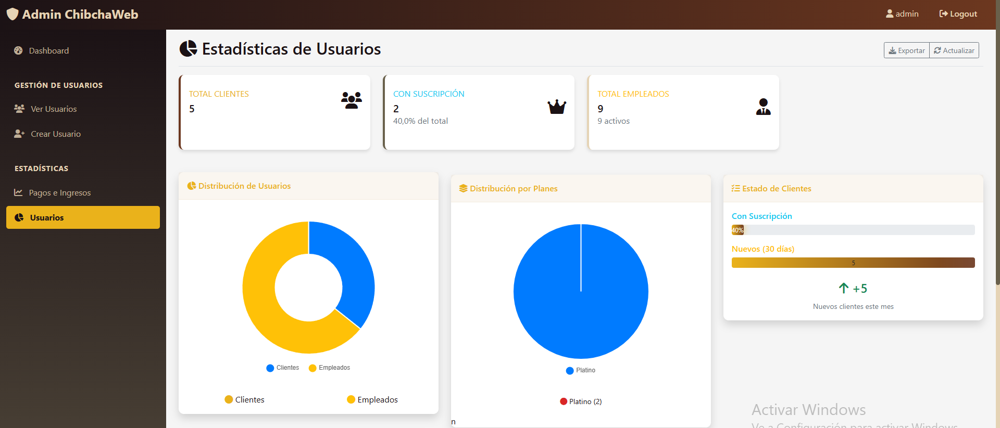 Admin ChibchaWeb
admin
Logout
Dashboard
GESTIÓN DE USUARIOS
Ver Usuarios
Crear Usuario
ESTADÍSTICAS
Pagos e Ingresos
Usuarios
Estadísticas de Usuarios
Exportar
Actualizar
TOTAL CLIENTES
5
CON SUSCRIPCIÓN
2
40,0% del total
TOTAL EMPLEADOS
9
9 activos
Distribución de Usuarios
Clientes
Empleados
Clientes
Empleados
Distribución por Planes
Platino
Platino (2)
n
Estado de Clientes
Con Suscripción
40%
Nuevos (30 días)
5
+5
Nuevos clientes este mes
Activar Windows
Ve a Configuración para activar Windows.